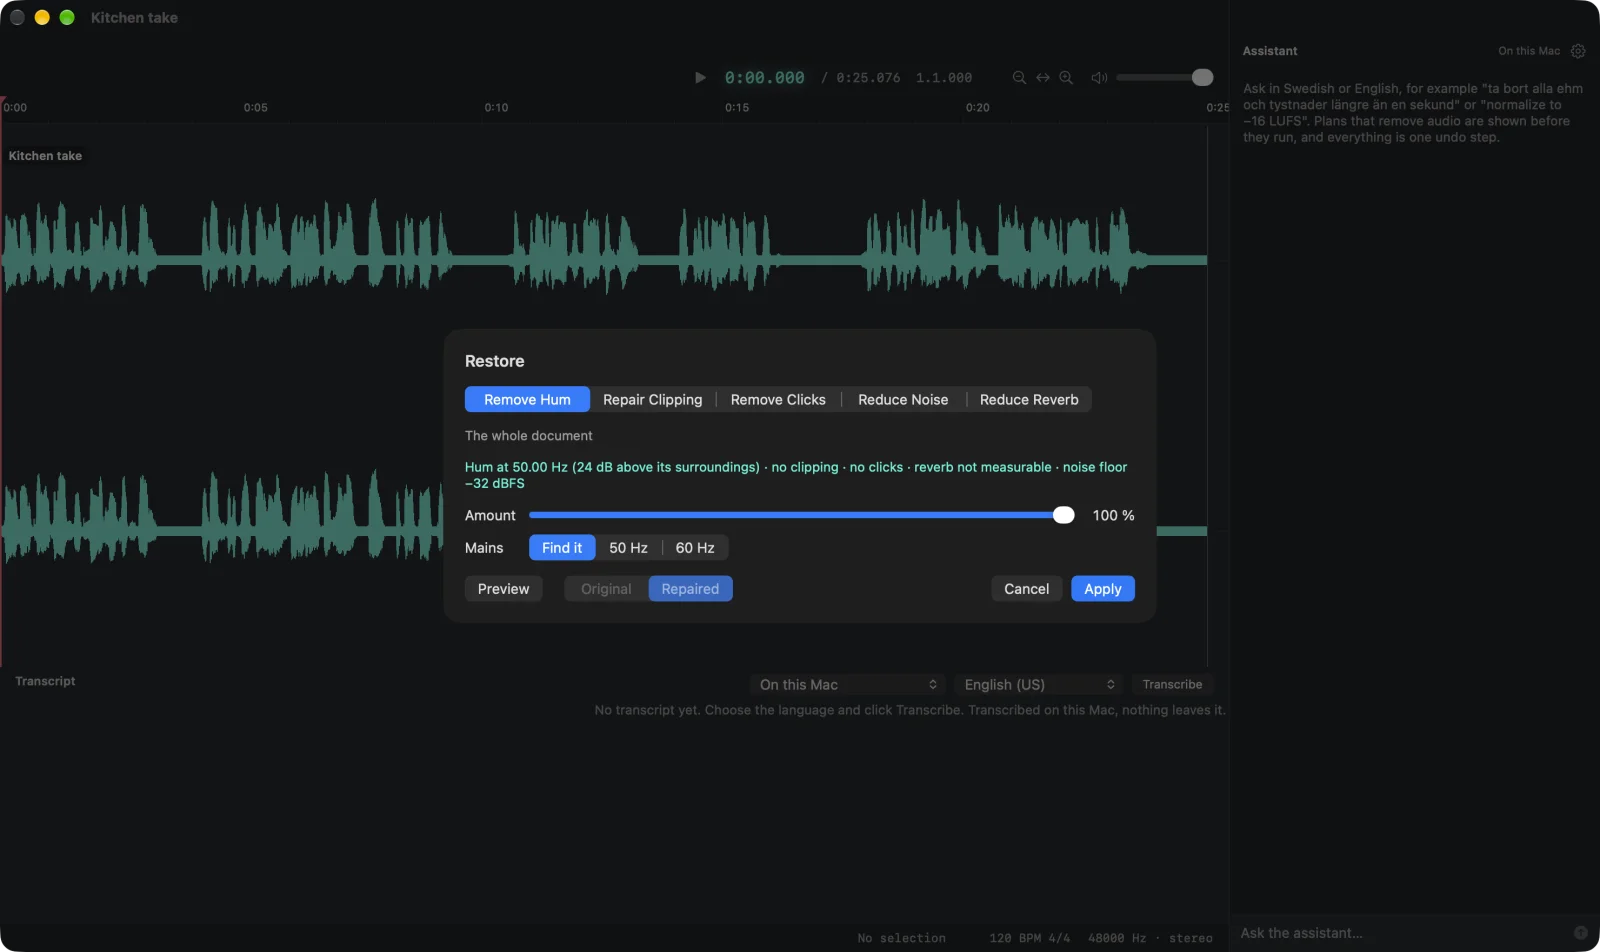 Kitchen take
0:00.000 / 0:25.076 1.1.000
0:00 0:05 0:10 0:15 0:20 0:25
Kitchen take
Restore
Remove Hum Repair Clipping Remove Clicks Reduce Noise Reduce Reverb
The whole document
Hum at 50.00 Hz (24 dB above its surroundings) · no clipping · no clicks · reverb not measurable · noise floor
−32 dBFS
Amount 100 %
Mains Find it 50 Hz 60 Hz
Preview Original Repaired Cancel Apply
Transcript On this Mac English (US) Transcribe
No transcript yet. Choose the language and click Transcribe. Transcribed on this Mac, nothing leaves it.
No selection 120 BPM 4/4 48000 Hz · stereo
Assistant On this Mac
Ask in Swedish or English, for example "ta bort alla ehm
och tystnader längre än en sekund" or "normalize to
−16 LUFS". Plans that remove audio are shown before
they run, and everything is one undo step.
Ask the assistant...